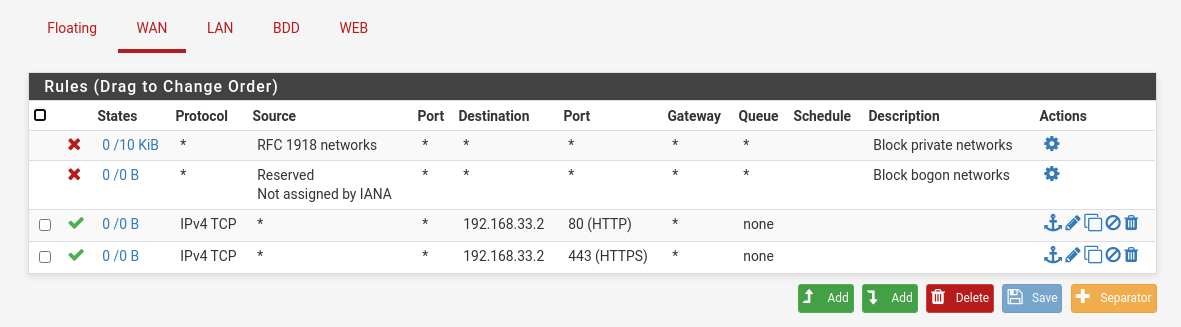 Floating WAN LAN BDD WEB
Rules (Drag to Change Order)
States Protocol Source Port Destination Port Gateway Queue Schedule Description Actions
0 /10 KiB * RFC 1918 networks * * * * * Block private networks
0 /0 B * Reserved * * * * * Block bogon networks
Not assigned by IANA
0 /0 B IPv4 TCP * * 192.168.33.2 80 (HTTP) * none
0 /0 B IPv4 TCP * * 192.168.33.2 443 (HTTPS) * none
Add Add Delete Save Separator